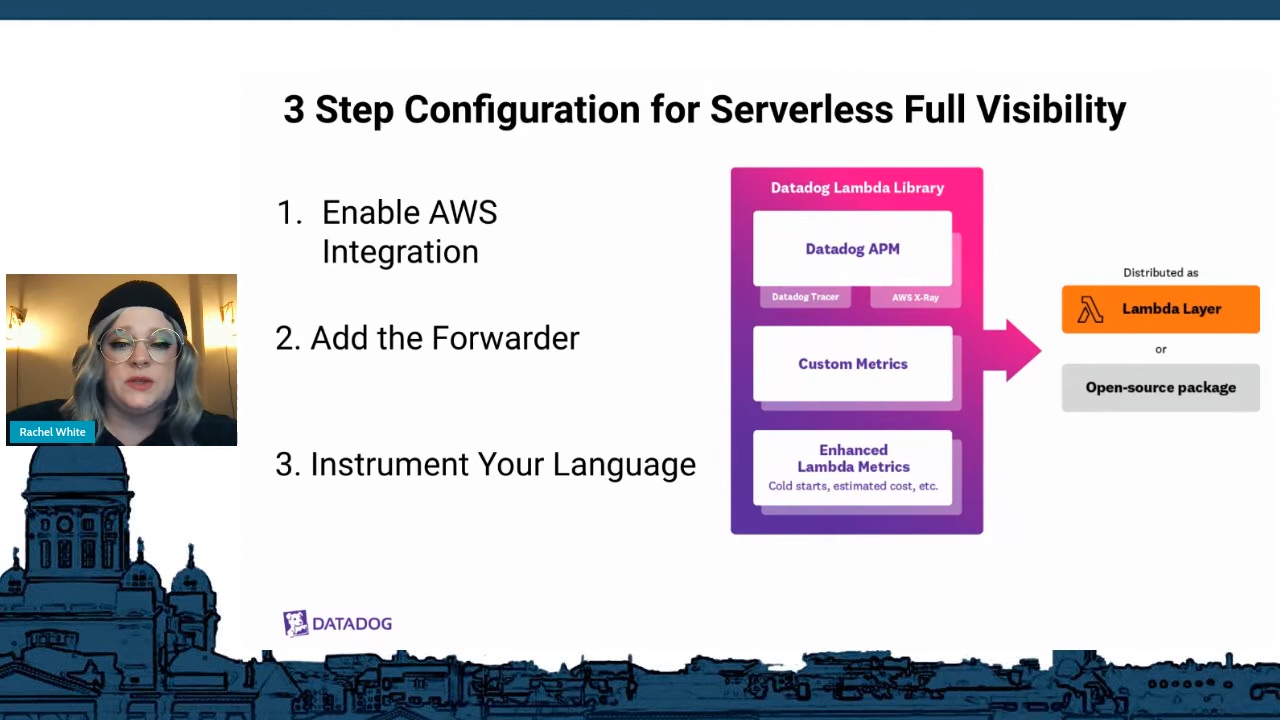 3 Step Configuration for Serverless Full Visibility
1. Enable AWS
Integration
2. Add the Forwarder
3. Instrument Your Language
Datadog Lambda Library
Datadog APM
Datadog Tracer
AWS X-Ray
Custom Metrics
Enhanced
Lambda Metrics
Cold starts, estimated cost, etc.
Distributed as
Lambda Layer
or
Open-source package
Rachel White
DATADOG